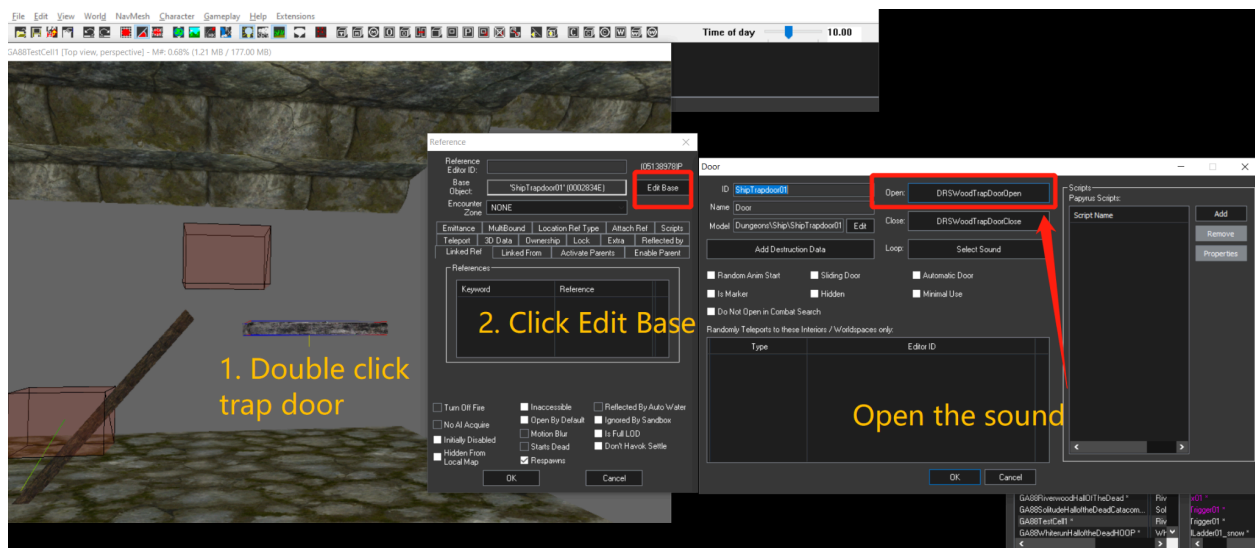 File Edit View World NavMesh Character Gameplay Help Extensions
Time of day 10.00
GA88TestCell1 [Top view, perspective] - M#: 0.68% (1.21 MB / 177.00 MB)
Reference
Reference Editor ID: (05138978)P
Base Object: 'ShipTrapdoor01' (0002834E) Edit Base
Encounter Zone NONE
Emittance MultiBound Location Ref Type Attach Ref Scripts
Teleport 3D Data Ownership Lock Extra Reflected by
Linked Ref Linked From Activate Parents Enable Parent
References
Keyword Reference
2. Click Edit Base
1. Double click
trap door
Turn Off Fire Inaccessible Reflected By Auto Water
No AI Acquire Open By Default Ignored By Sandbox
Initially Disabled Motion Blur Is Full LOD
Hidden From Local Map Starts Dead Don't Havok Settle
Respawns
OK Cancel
Door
ID ShipTrapdoor01 Open: DRSWoodTrapDoorOpen
Name Door Close: DRSWoodTrapDoorClose
Model Dungeons\Ship\ShipTrapdoor01 Edit
Add Destruction Data Loop: Select Sound
Random Anim Start Sliding Door Automatic Door
Is Marker Hidden Minimal Use
Do Not Open in Combat Search
Randomly Teleports to these Interiors / Worldspaces only:
Type Editor ID
Open the sound
Scripts
Papyrus Scripts:
Script Name
Add
Remove
Properties
OK Cancel
GA88RiverwoodHallOfTheDead * Riv x01 *
GA88SolitudeHalloftheDeadCatacom... Sol Trigger01 *
GA88TestCell1 * Riv Trigger01 *
GA88WhiterunHalloftheDeadHOOP * Wh lLadder01_snow *